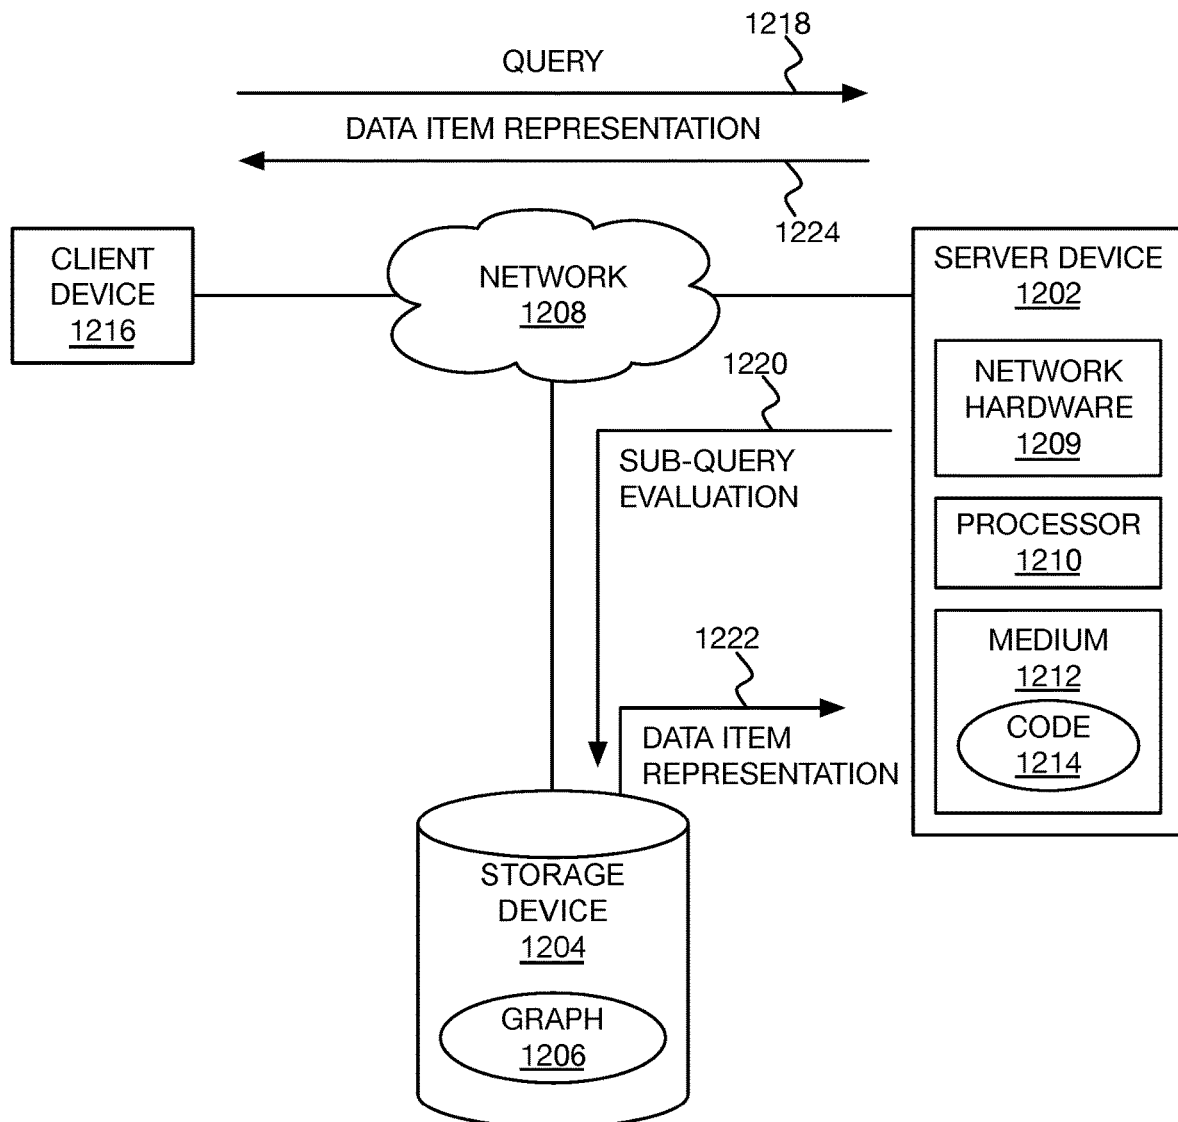 1218
QUERY
DATA ITEM REPRESENTATION
1224
CLIENT
DEVICE
1216
NETWORK
1208
SERVER DEVICE
1202
NETWORK
HARDWARE
1209
PROCESSOR
1210
MEDIUM
1212
CODE
1214
1220
SUB-QUERY
EVALUATION
1222
DATA ITEM
REPRESENTATION
STORAGE
DEVICE
1204
GRAPH
1206